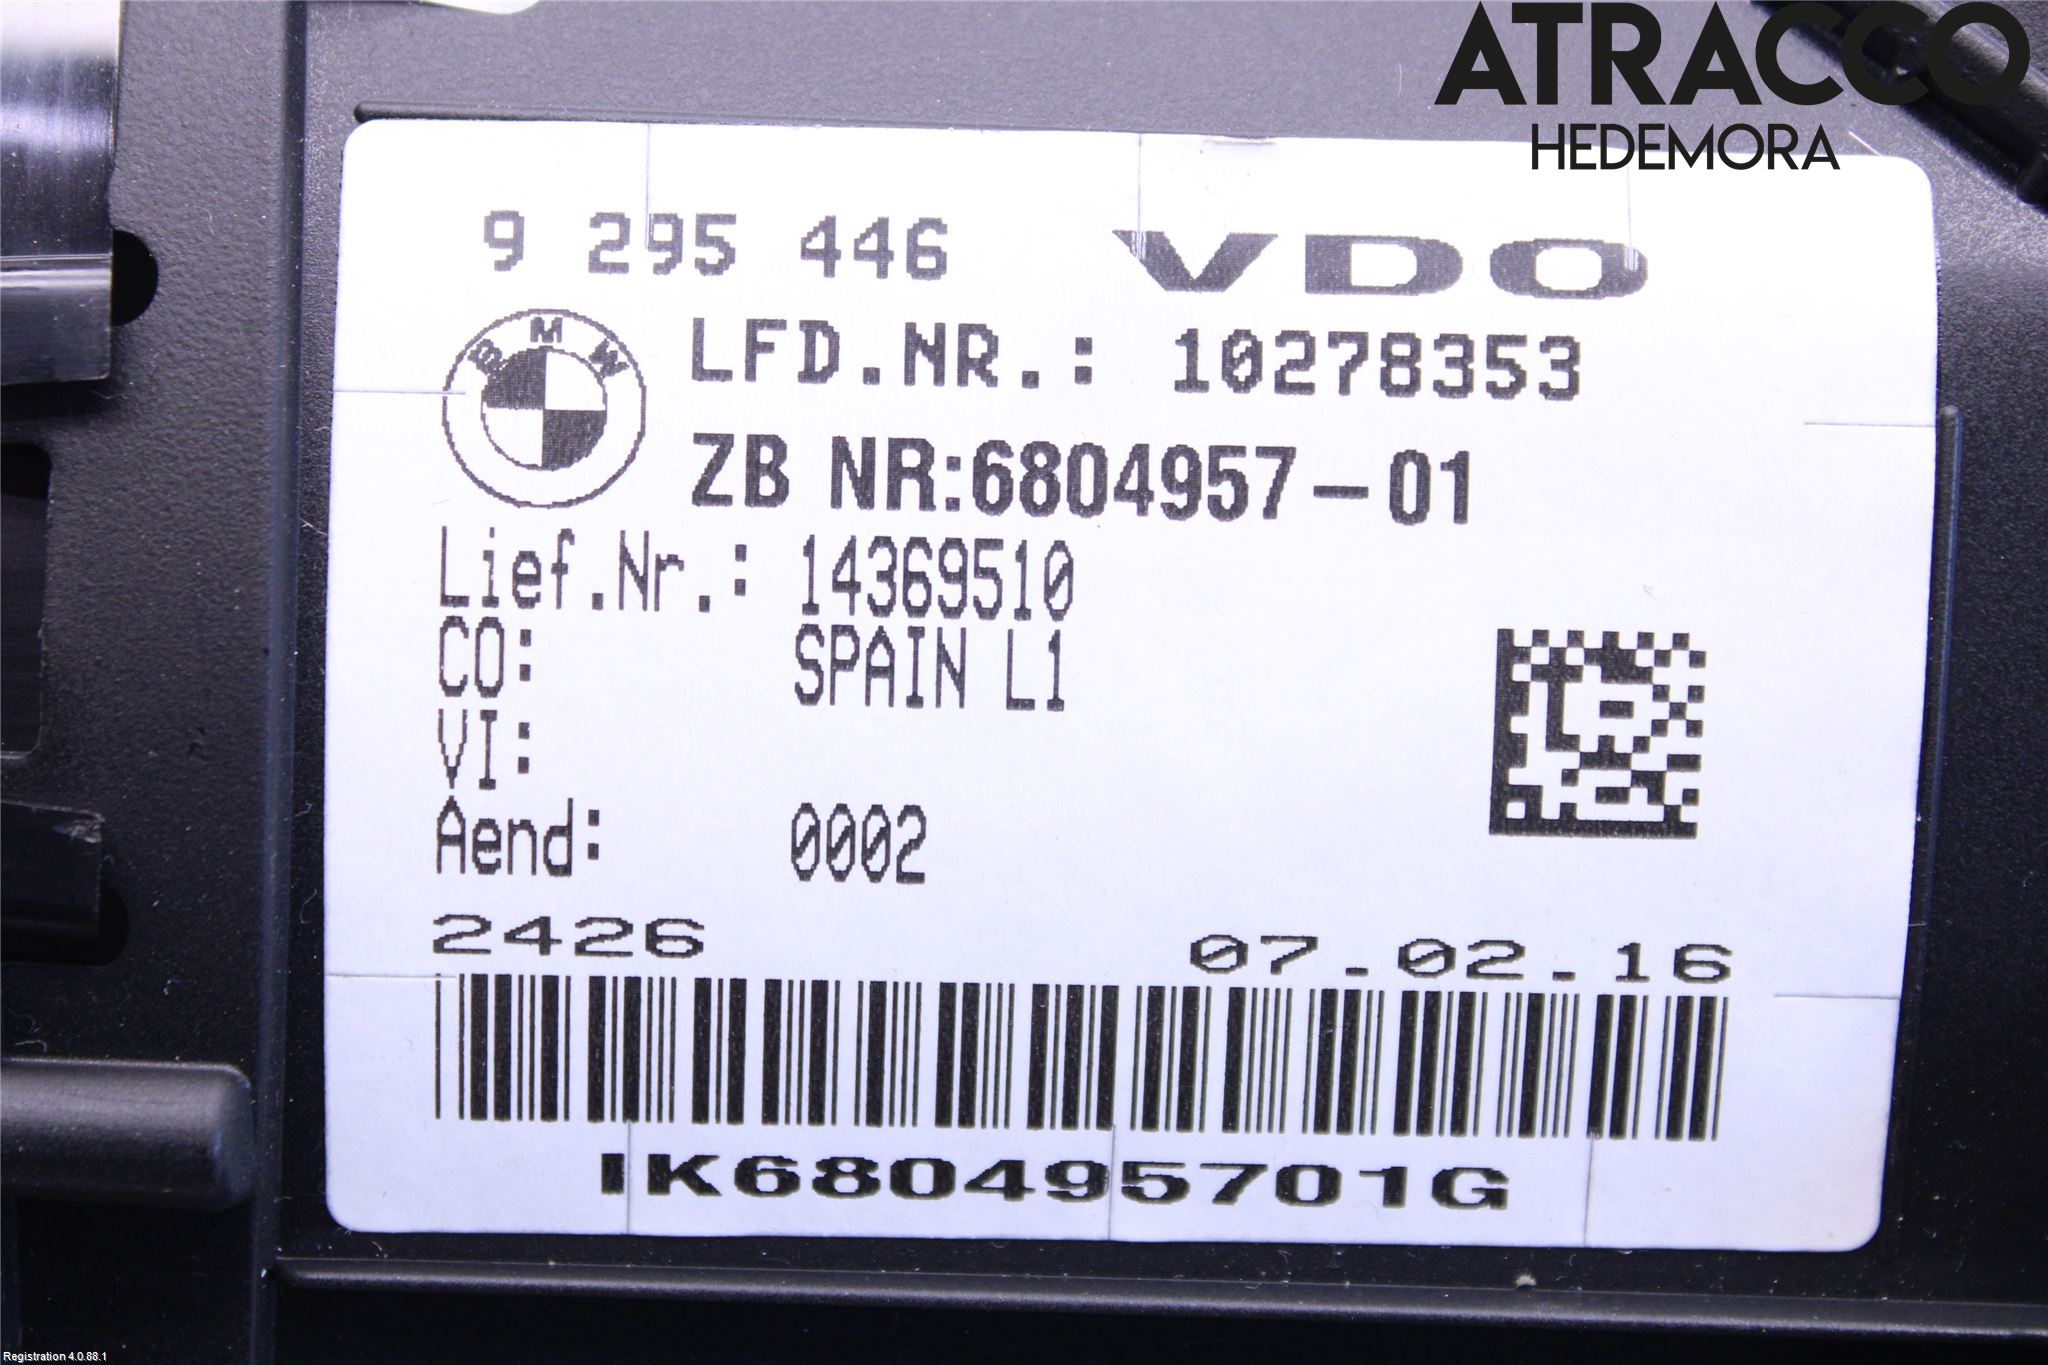 ATRACCO
HEDEMORA
9 295 446 VDO
BMW
LFD.NR.: 10278353
ZB NR:6804957-01
Lief.Nr.: 14369510
CO: SPAIN L1
VI:
Aend: 0002
2426 07.02.16
IK680495701G
Registration 4.0.88.1